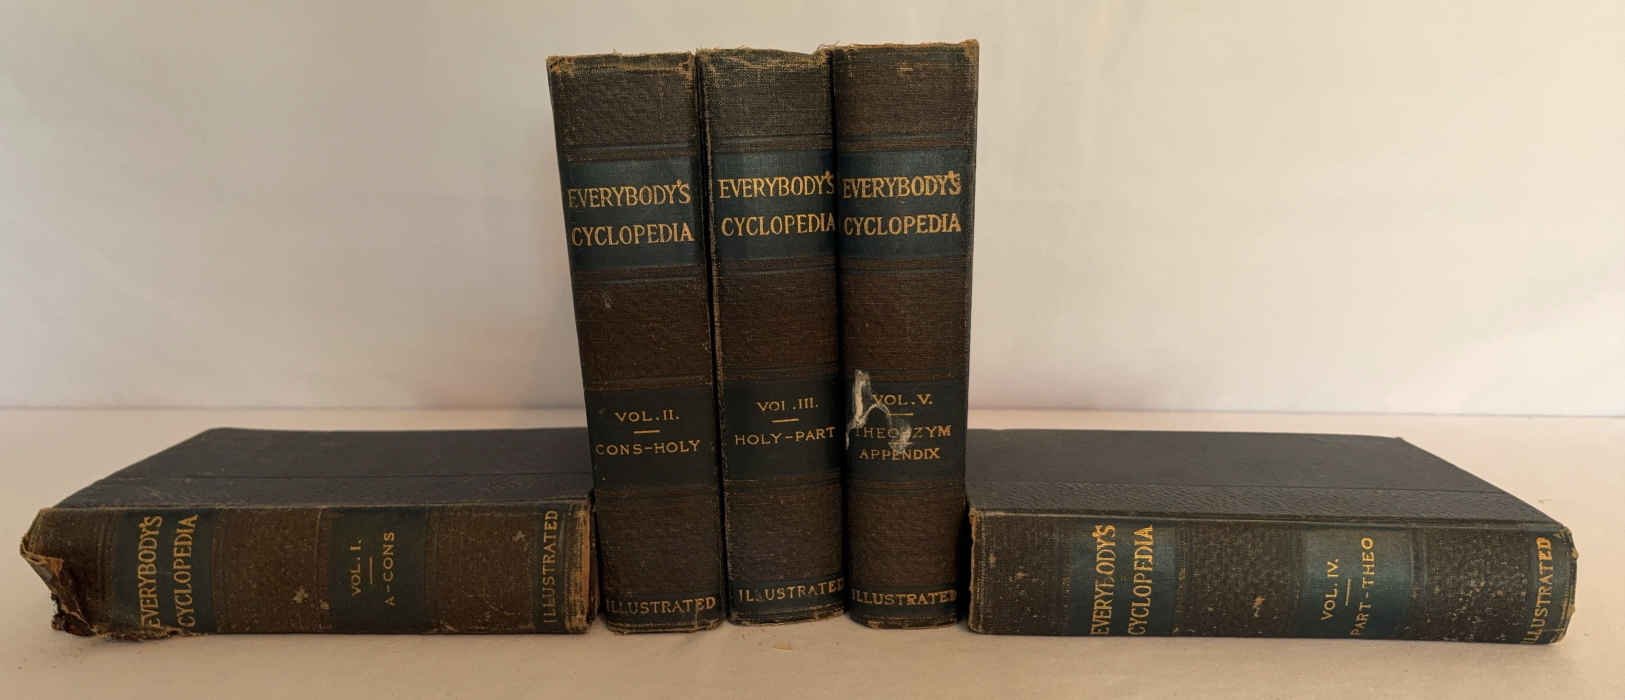 EVERYBODY'S
CYCLOPEDIA
VOL. I.
A-CONS
ILLUSTRATED
EVERYBODY'S
CYCLOPEDIA
VOL. II.
CONS-HOLY
ILLUSTRATED
EVERYBODY'S
CYCLOPEDIA
VOL. III.
HOLY-PART
ILLUSTRATED
EVERYBODY'S
CYCLOPEDIA
VOL. V.
THEO-ZYM
APPENDIX
ILLUSTRATED
EVERYBODY'S
CYCLOPEDIA
VOL. IV.
PART-THEO
ILLUSTRATED